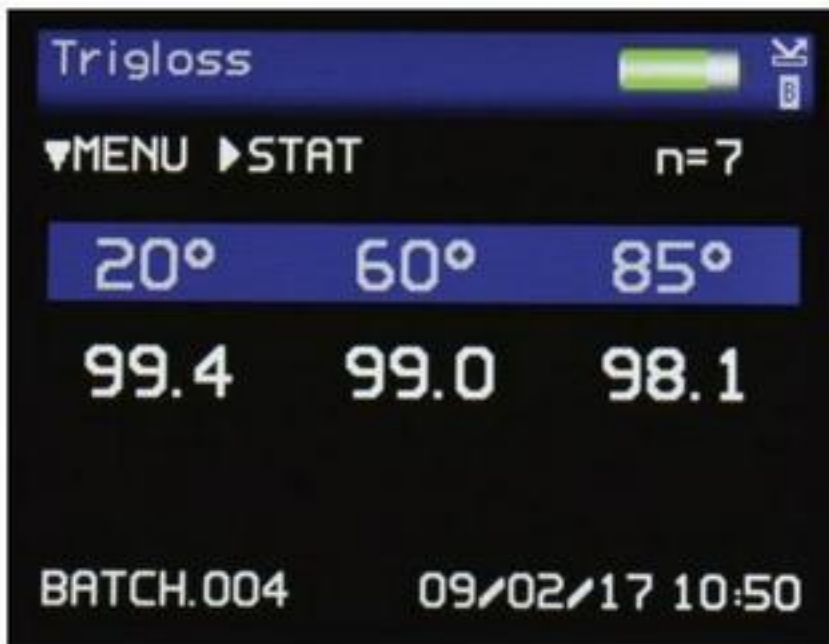 Trigloss
B
▼MENU ▶STAT n=7
20° 60° 85°
99.4 99.0 98.1
BATCH.004 09/02/17 10:50